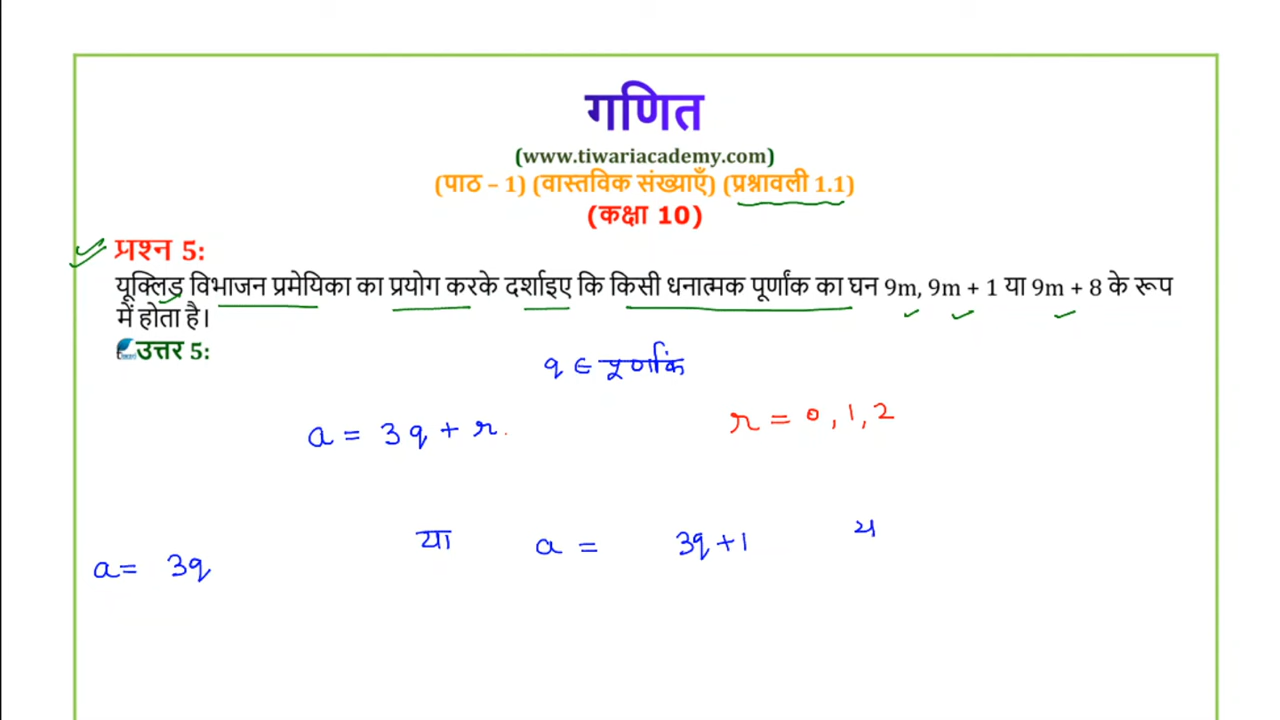 गणित
(www.tiwariacademy.com)
(पाठ – 1) (वास्तविक संख्याएँ) (प्रश्नावली 1.1)
(कक्षा 10)
प्रश्न 5:
यूक्लिड विभाजन प्रमेयिका का प्रयोग करके दर्शाइए कि किसी धनात्मक पूर्णांक का घन 9m, 9m + 1 या 9m + 8 के रूप
में होता है।
उत्तर 5:
q ∈ पूर्णांक
a = 3q + r
r = 0, 1, 2
a = 3q या a = 3q + 1